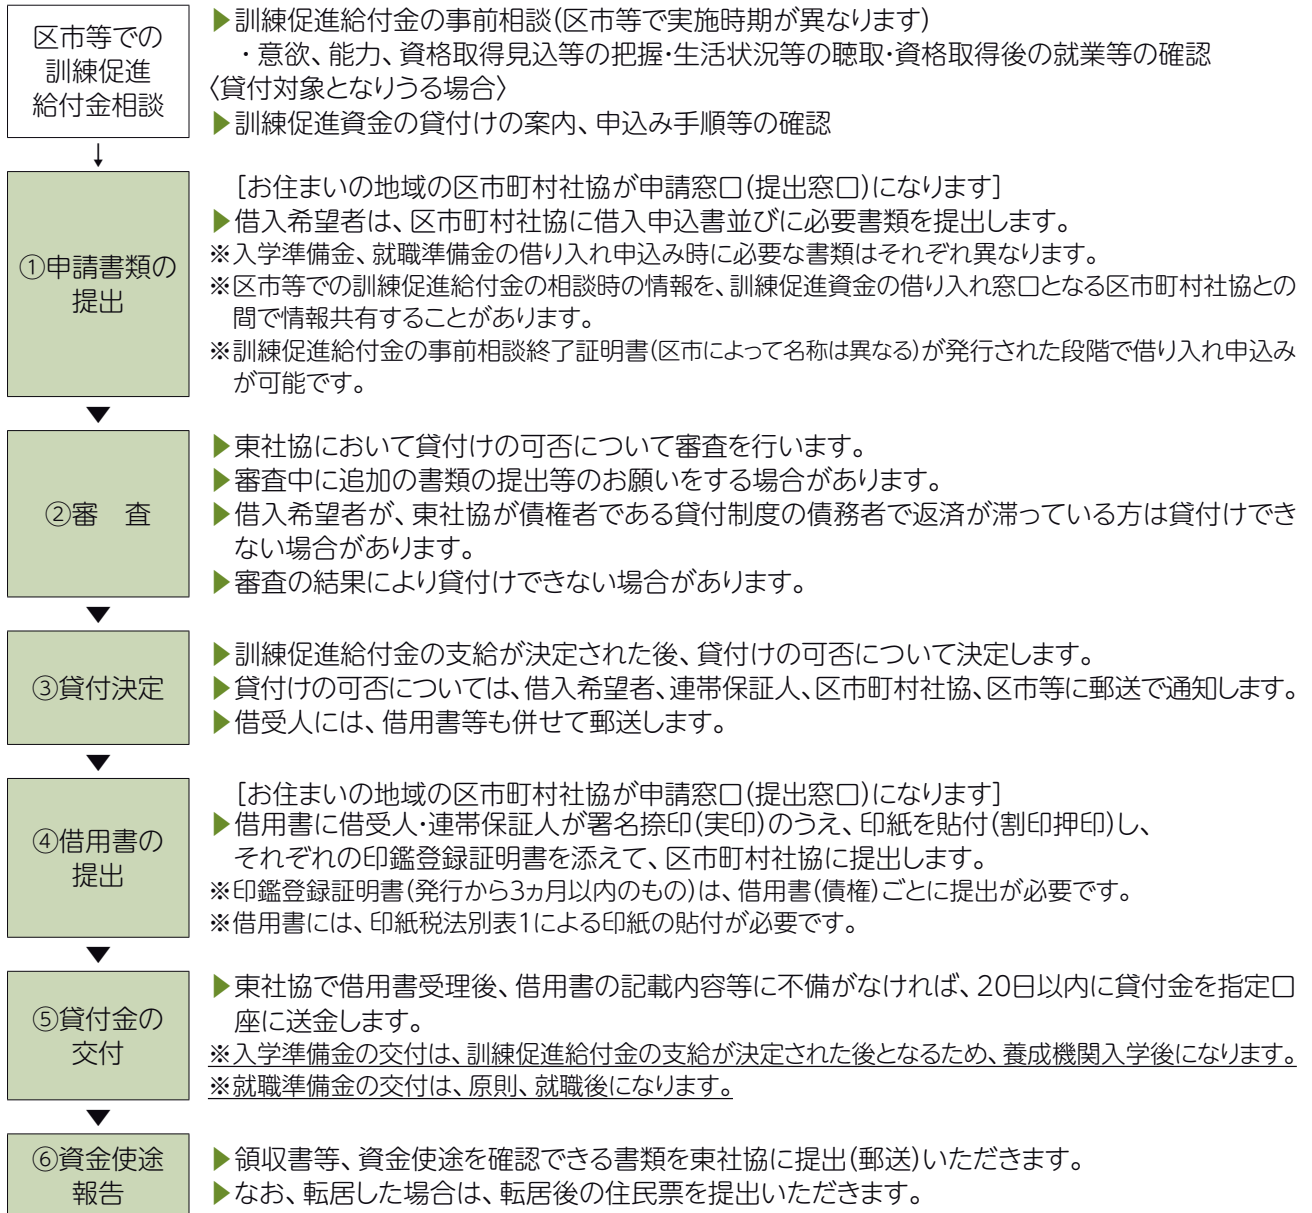 区市等での
訓練促進
給付金相談
▶訓練促進給付金の事前相談(区市等で実施時期が異なります)
・意欲、能力、資格取得見込等の把握・生活状況等の聴取・資格取得後の就業等の確認
〈貸付対象となりうる場合〉
▶訓練促進資金の貸付けの案内、申込み手順等の確認
↓
①申請書類の
提出
［お住まいの地域の区市町村社協が申請窓口(提出窓口)になります］
▶借入希望者は、区市町村社協に借入申込書並びに必要書類を提出します。
※入学準備金、就職準備金の借り入れ申込み時に必要な書類はそれぞれ異なります。
※区市等での訓練促進給付金の相談時の情報を、訓練促進資金の借り入れ窓口となる区市町村社協との
間で情報共有することがあります。
※訓練促進給付金の事前相談終了証明書(区市によって名称は異なる)が発行された段階で借り入れ申込み
が可能です。
▼
②審　査
▶東社協において貸付けの可否について審査を行います。
▶審査中に追加の書類の提出等のお願いをする場合があります。
▶借入希望者が、東社協が債権者である貸付制度の債務者で返済が滞っている方は貸付けでき
ない場合があります。
▶審査の結果により貸付けできない場合があります。
▼
③貸付決定
▶訓練促進給付金の支給が決定された後、貸付けの可否について決定します。
▶貸付けの可否については、借入希望者、連帯保証人、区市町村社協、区市等に郵送で通知します。
▶借受人には、借用書等も併せて郵送します。
▼
④借用書の
提出
［お住まいの地域の区市町村社協が申請窓口(提出窓口)になります］
▶借用書に借受人・連帯保証人が署名捺印(実印)のうえ、印紙を貼付(割印押印)し、
それぞれの印鑑登録証明書を添えて、区市町村社協に提出します。
※印鑑登録証明書(発行から3ヵ月以内のもの)は、借用書(債権)ごとに提出が必要です。
※借用書には、印紙税法別表1による印紙の貼付が必要です。
▼
⑤貸付金の
交付
▶東社協で借用書受理後、借用書の記載内容等に不備がなければ、20日以内に貸付金を指定口
座に送金します。
※入学準備金の交付は、訓練促進給付金の支給が決定された後となるため、養成機関入学後になります。
※就職準備金の交付は、原則、就職後になります。
▼
⑥資金使途
報告
▶領収書等、資金使途を確認できる書類を東社協に提出(郵送)いただきます。
▶なお、転居した場合は、転居後の住民票を提出いただきます。